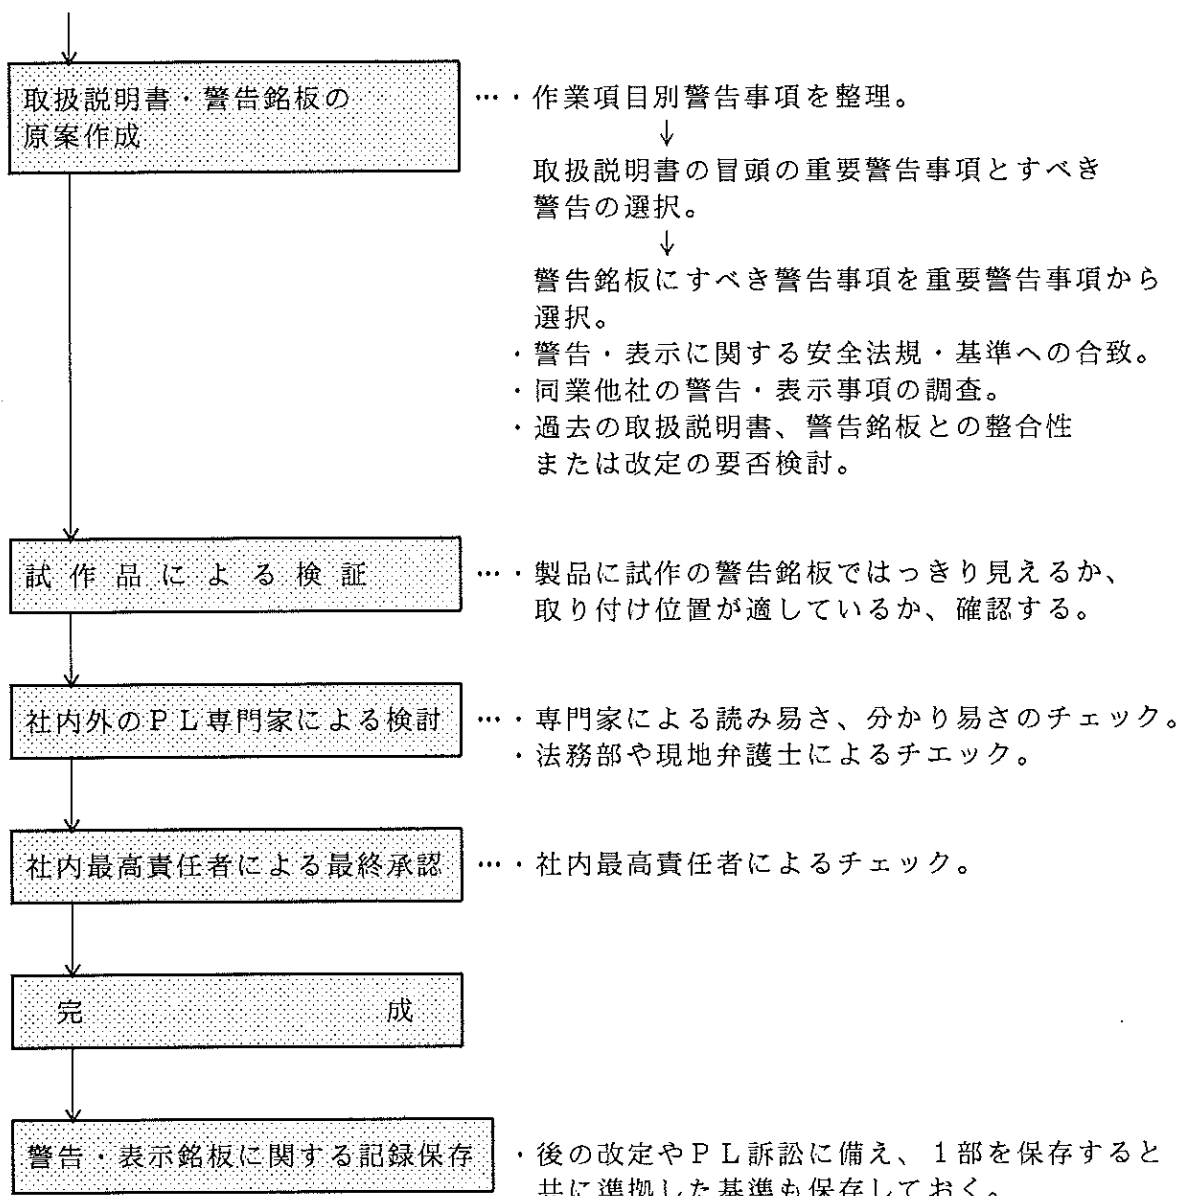 取扱説明書・警告銘板の
原案作成
…・作業項目別警告事項を整理。
↓
取扱説明書の冒頭の重要警告事項とすべき
警告の選択。
↓
警告銘板にすべき警告事項を重要警告事項から
選択。
・警告・表示に関する安全法規・基準への合致。
・同業他社の警告・表示事項の調査。
・過去の取扱説明書、警告銘板との整合性
または改定の要否検討。
試作品による検証
…・製品に試作の警告銘板ではっきり見えるか、
取り付け位置が適しているか、確認する。
社内外のPL専門家による検討
…・専門家による読み易さ、分かり易さのチェック。
・法務部や現地弁護士によるチエック。
社内最高責任者による最終承認
…・社内最高責任者によるチェック。
完成
警告・表示銘板に関する記録保存
・後の改定やPL訴訟に備え、1部を保存すると
共に準拠した基準も保存しておく。